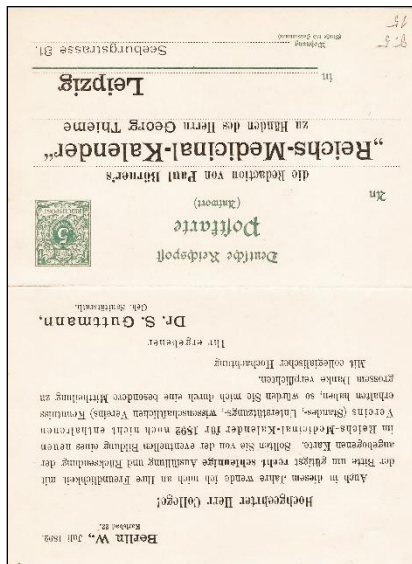 Berlin W., Juli 1892.
Karlsbad 22.
Hochgeehrter Herr College!
Auch in diesem Jahre wende ich mich an Ihre Freundlichkeit mit
der Bitte um gütigst recht schleunige Ausfüllung und Rücksendung der
angebogenen Karte. Sollten Sie von der eventuellen Bildung eines neuen
im Reichs-Medicinal-Kalender für 1892 noch nicht enthaltenen
Vereins (Standes-, Unterstützungs-, wissenschaftlichen Vereins) Kenntniss
erhalten haben, so würden Sie mich durch eine besondere Mittheilung zu
grossem Danke verpflichten.
Mit collegialischer Hochachtung
Ihr ergebener
Dr. S. Guttmann,
Geh. Sanitätsrath.
Deutsche Reichspost
Postkarte
(Antwort)
5
An
die Redaction von Paul Börner's
„Reichs-Medicinal-Kalender“
zu Händen des Herrn Georg Thieme
in
Leipzig
Wohnung
(Straße und Hausnummer)
Seeburgstrasse 31.